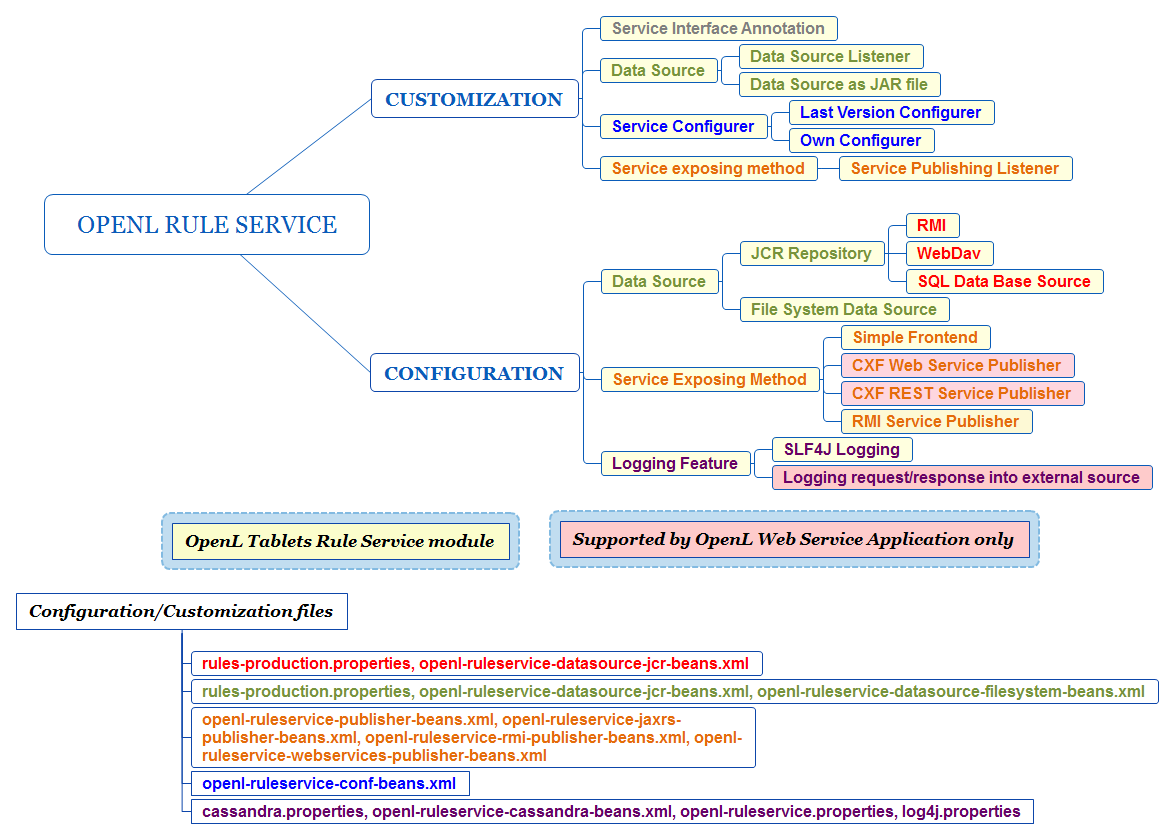 OPENL RULE SERVICE
CUSTOMIZATION
Service Interface Annotation
Data Source
Data Source Listener
Data Source as JAR file
Service Configurer
Last Version Configurer
Own Configurer
Service exposing method
Service Publishing Listener
CONFIGURATION
Data Source
JCR Repository
RMI
WebDav
SQL Data Base Source
File System Data Source
Service Exposing Method
Simple Frontend
CXF Web Service Publisher
CXF REST Service Publisher
RMI Service Publisher
Logging Feature
SLF4J Logging
Logging request/response into external source
OpenL Tablets Rule Service module
Supported by OpenL Web Service Application only
Configuration/Customization files
rules-production.properties, openl-ruleservice-datasource-jcr-beans.xml
rules-production.properties, openl-ruleservice-datasource-jcr-beans.xml, openl-ruleservice-datasource-filesystem-beans.xml
openl-ruleservice-publisher-beans.xml, openl-ruleservice-jaxrs-
publisher-beans.xml, openl-ruleservice-rmi-publisher-beans.xml, openl-
ruleservice-webservices-publisher-beans.xml
openl-ruleservice-conf-beans.xml
cassandra.properties, openl-ruleservice-cassandra-beans.xml, openl-ruleservice.properties, log4j.properties